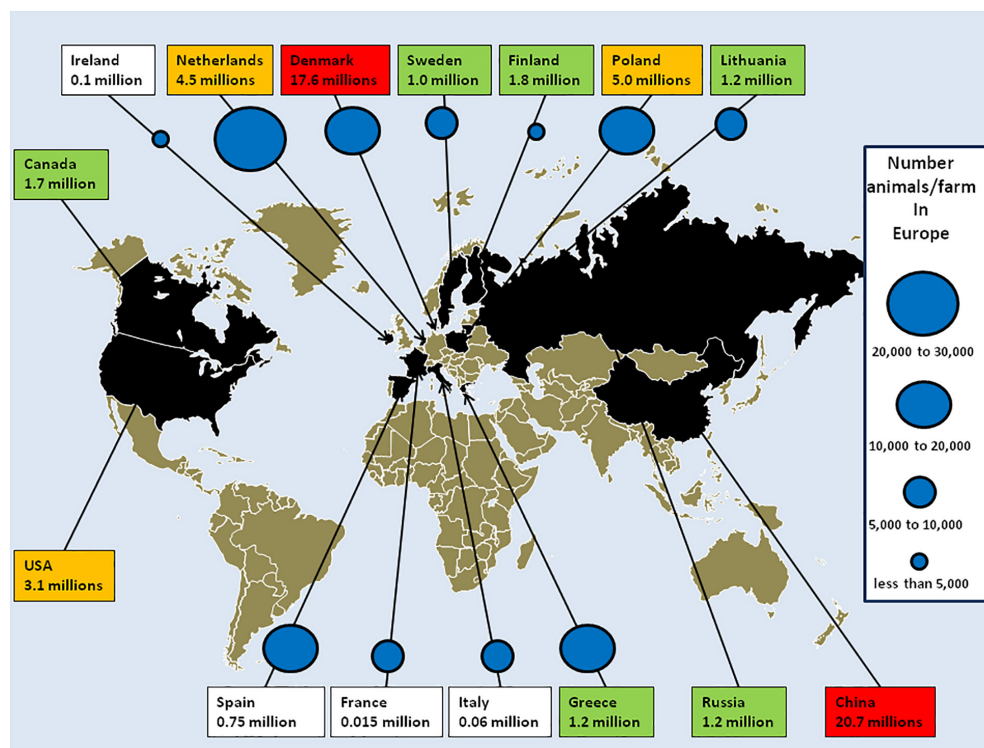 Ireland
0.1 million
Netherlands
4.5 millions
Denmark
17.6 millions
Sweden
1.0 million
Finland
1.8 million
Poland
5.0 millions
Lithuania
1.2 million
Canada
1.7 million
Number
animals/farm
In
Europe
20,000 to 30,000
10,000 to 20,000
5,000 to 10,000
less than 5,000
USA
3.1 millions
Spain
0.75 million
France
0.015 million
Italy
0.06 million
Greece
1.2 million
Russia
1.2 million
China
20.7 millions